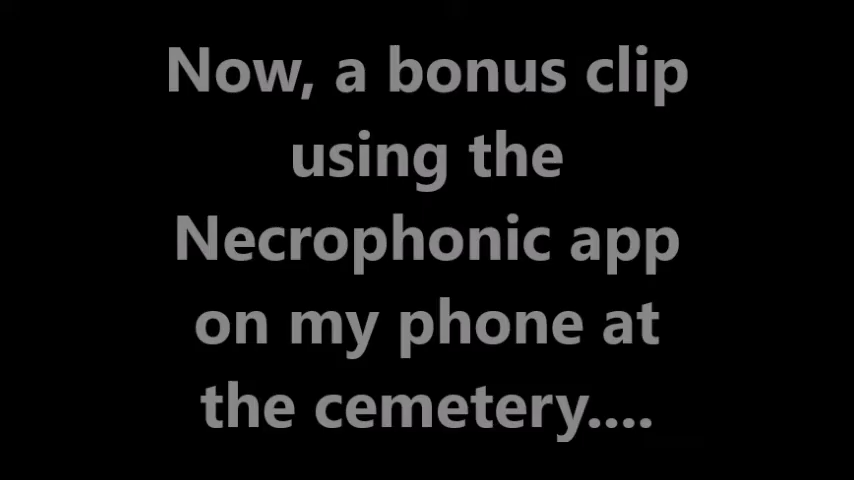 Now, a bonus clip
using the
Necrophonic app
on my phone at
the cemetery....